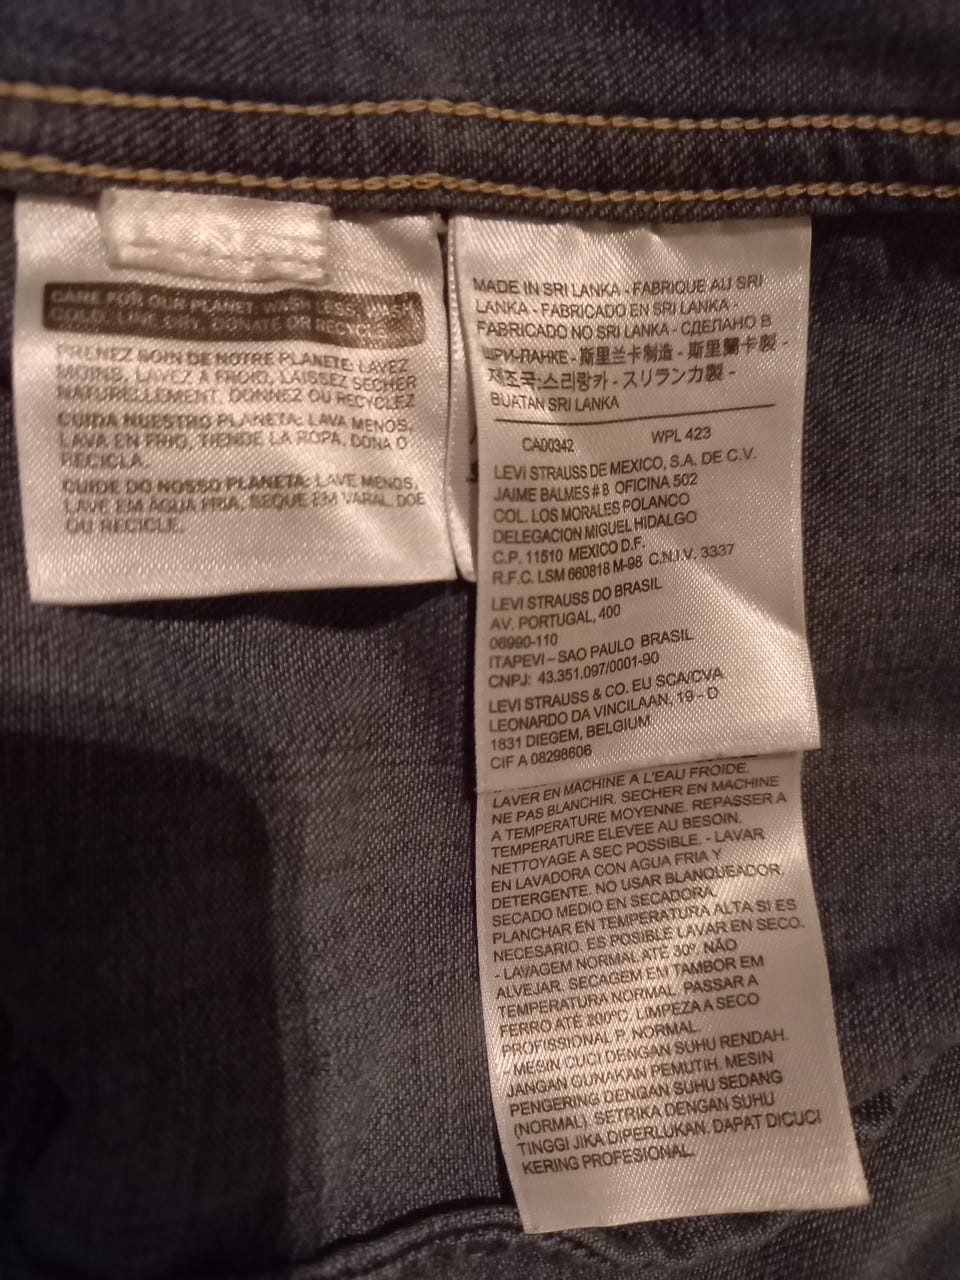 CARE FOR OUR PLANET: WASH LESS, WASH
COLD, LINE DRY, DONATE OR RECYCLE.
PRENEZ SOIN DE NOTRE PLANETE: LAVEZ
MOINS, LAVEZ À FROID, LAISSEZ SECHER
NATURELLEMENT, DONNEZ OU RECYCLEZ
CUIDA NUESTRO PLANETA: LAVA MENOS,
LAVA EN FRIO, TIENDE LA ROPA, DONA O
RECICLA.
CUIDE DO NOSSO PLANETA: LAVE MENOS,
LAVE EM AGUA FRIA, SEQUE EM VARAL, DOE
OU RECICLE.
MADE IN SRI LANKA - FABRIQUE AU SRI
LANKA - FABRICADO EN SRI LANKA -
FABRICADO NO SRI LANKA - СДЕЛАНО В
ШРИ-ЛАНКЕ - 斯里兰卡制造 - 斯里蘭卡製 -
제조국:스리랑카 - スリランカ製 -
BUATAN SRI LANKA
CA00342 WPL 423
LEVI STRAUSS DE MEXICO, S.A. DE C.V.
JAIME BALMES # 8 OFICINA 502
COL. LOS MORALES POLANCO
DELEGACION MIGUEL HIDALGO
C.P. 11510 MEXICO D.F.
R.F.C. LSM 660818 M-98 C.N.I.V. 3337
LEVI STRAUSS DO BRASIL
AV. PORTUGAL, 400
06990-110
ITAPEVI – SAO PAULO BRASIL
CNPJ: 43.351.097/0001-90
LEVI STRAUSS & CO. EU SCA/CVA
LEONARDO DA VINCILAAN, 19 - D
1831 DIEGEM, BELGIUM
CIF A 08298606
LAVER EN MACHINE A L'EAU FROIDE.
NE PAS BLANCHIR. SECHER EN MACHINE
A TEMPERATURE MOYENNE. REPASSER A
TEMPERATURE ELEVEE AU BESOIN.
NETTOYAGE A SEC POSSIBLE. - LAVAR
EN LAVADORA CON AGUA FRIA Y
DETERGENTE. NO USAR BLANQUEADOR.
SECADO MEDIO EN SECADORA.
PLANCHAR EN TEMPERATURA ALTA SI ES
NECESARIO. ES POSIBLE LAVAR EN SECO.
- LAVAGEM NORMAL ATÉ 30º. NÃO
ALVEJAR. SECAGEM EM TAMBOR EM
TEMPERATURA NORMAL. PASSAR A
FERRO ATÉ 200ºC. LIMPEZA A SECO
PROFISSIONAL P. NORMAL.
- MESIN CUCI DENGAN SUHU RENDAH.
JANGAN GUNAKAN PEMUTIH. MESIN
PENGERING DENGAN SUHU SEDANG
(NORMAL). SETRIKA DENGAN SUHU
TINGGI JIKA DIPERLUKAN. DAPAT DICUCI
KERING PROFESIONAL.